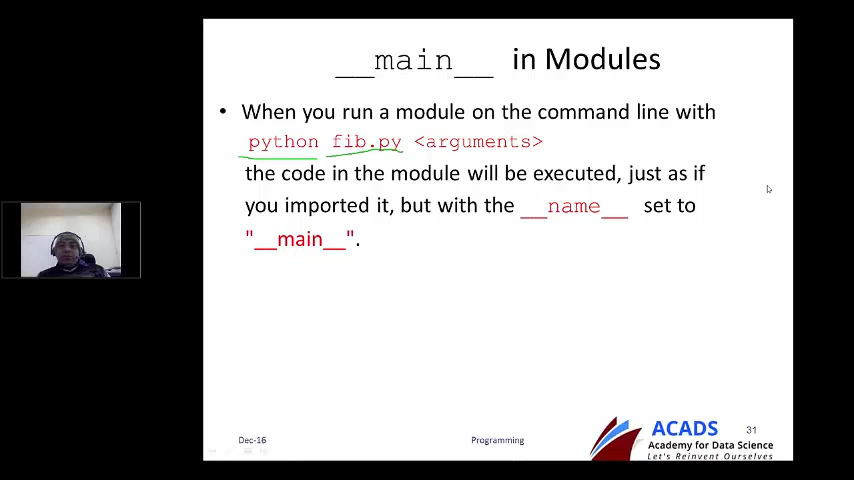 __main__ in Modules
• When you run a module on the command line with
python fib.py <arguments>
the code in the module will be executed, just as if
you imported it, but with the __name__ set to
"__main__".
Dec-16
Programming
ACADS
31
Academy for Data Science
Let's Reinvent Ourselves